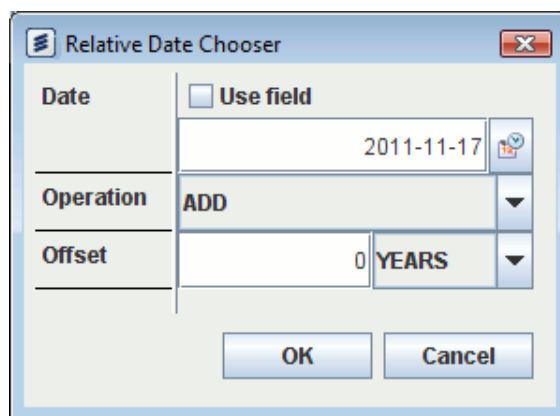 Relative Date Chooser
Date Use field
2011-11-17
Operation ADD
Offset 0 YEARS
OK Cancel